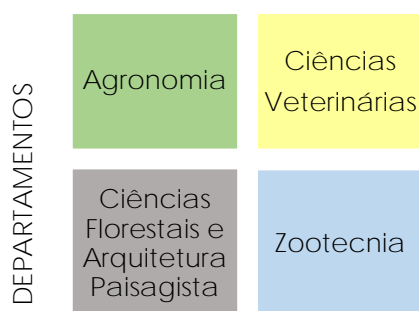 DEPARTAMENTOS
Agronomia
Ciências
Veterinárias
Ciências
Florestais e
Arquitetura
Paisagista
Zootecnia